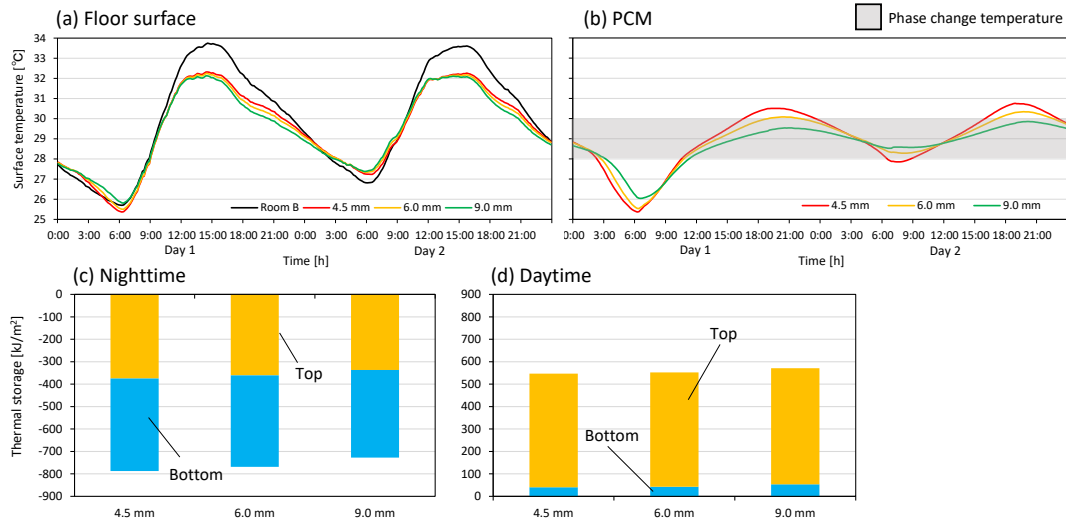 (a) Floor surface
(b) PCM
Phase change temperature
Surface temperature [℃]
34
33
32
31
30
29
28
27
26
25
Room B 4.5 mm 6.0 mm 9.0 mm
4.5 mm 6.0 mm 9.0 mm
0:00 3:00 6:00 9:00 12:00 15:00 18:00 21:00 0:00 3:00 6:00 9:00 12:00 15:00 18:00 21:00
0:00 3:00 6:00 9:00 12:00 15:00 18:00 21:00 0:00 3:00 6:00 9:00 12:00 15:00 18:00 21:00
Day 1 Day 2
Day 1 Day 2
Time [h]
Time [h]
(c) Nighttime
Thermal storage [kJ/m²]
0
-100
-200
-300
-400
-500
-600
-700
-800
-900
Top
Bottom
4.5 mm 6.0 mm 9.0 mm
(d) Daytime
900
800
700
600
500
400
300
200
100
0
Top
Bottom
4.5 mm 6.0 mm 9.0 mm